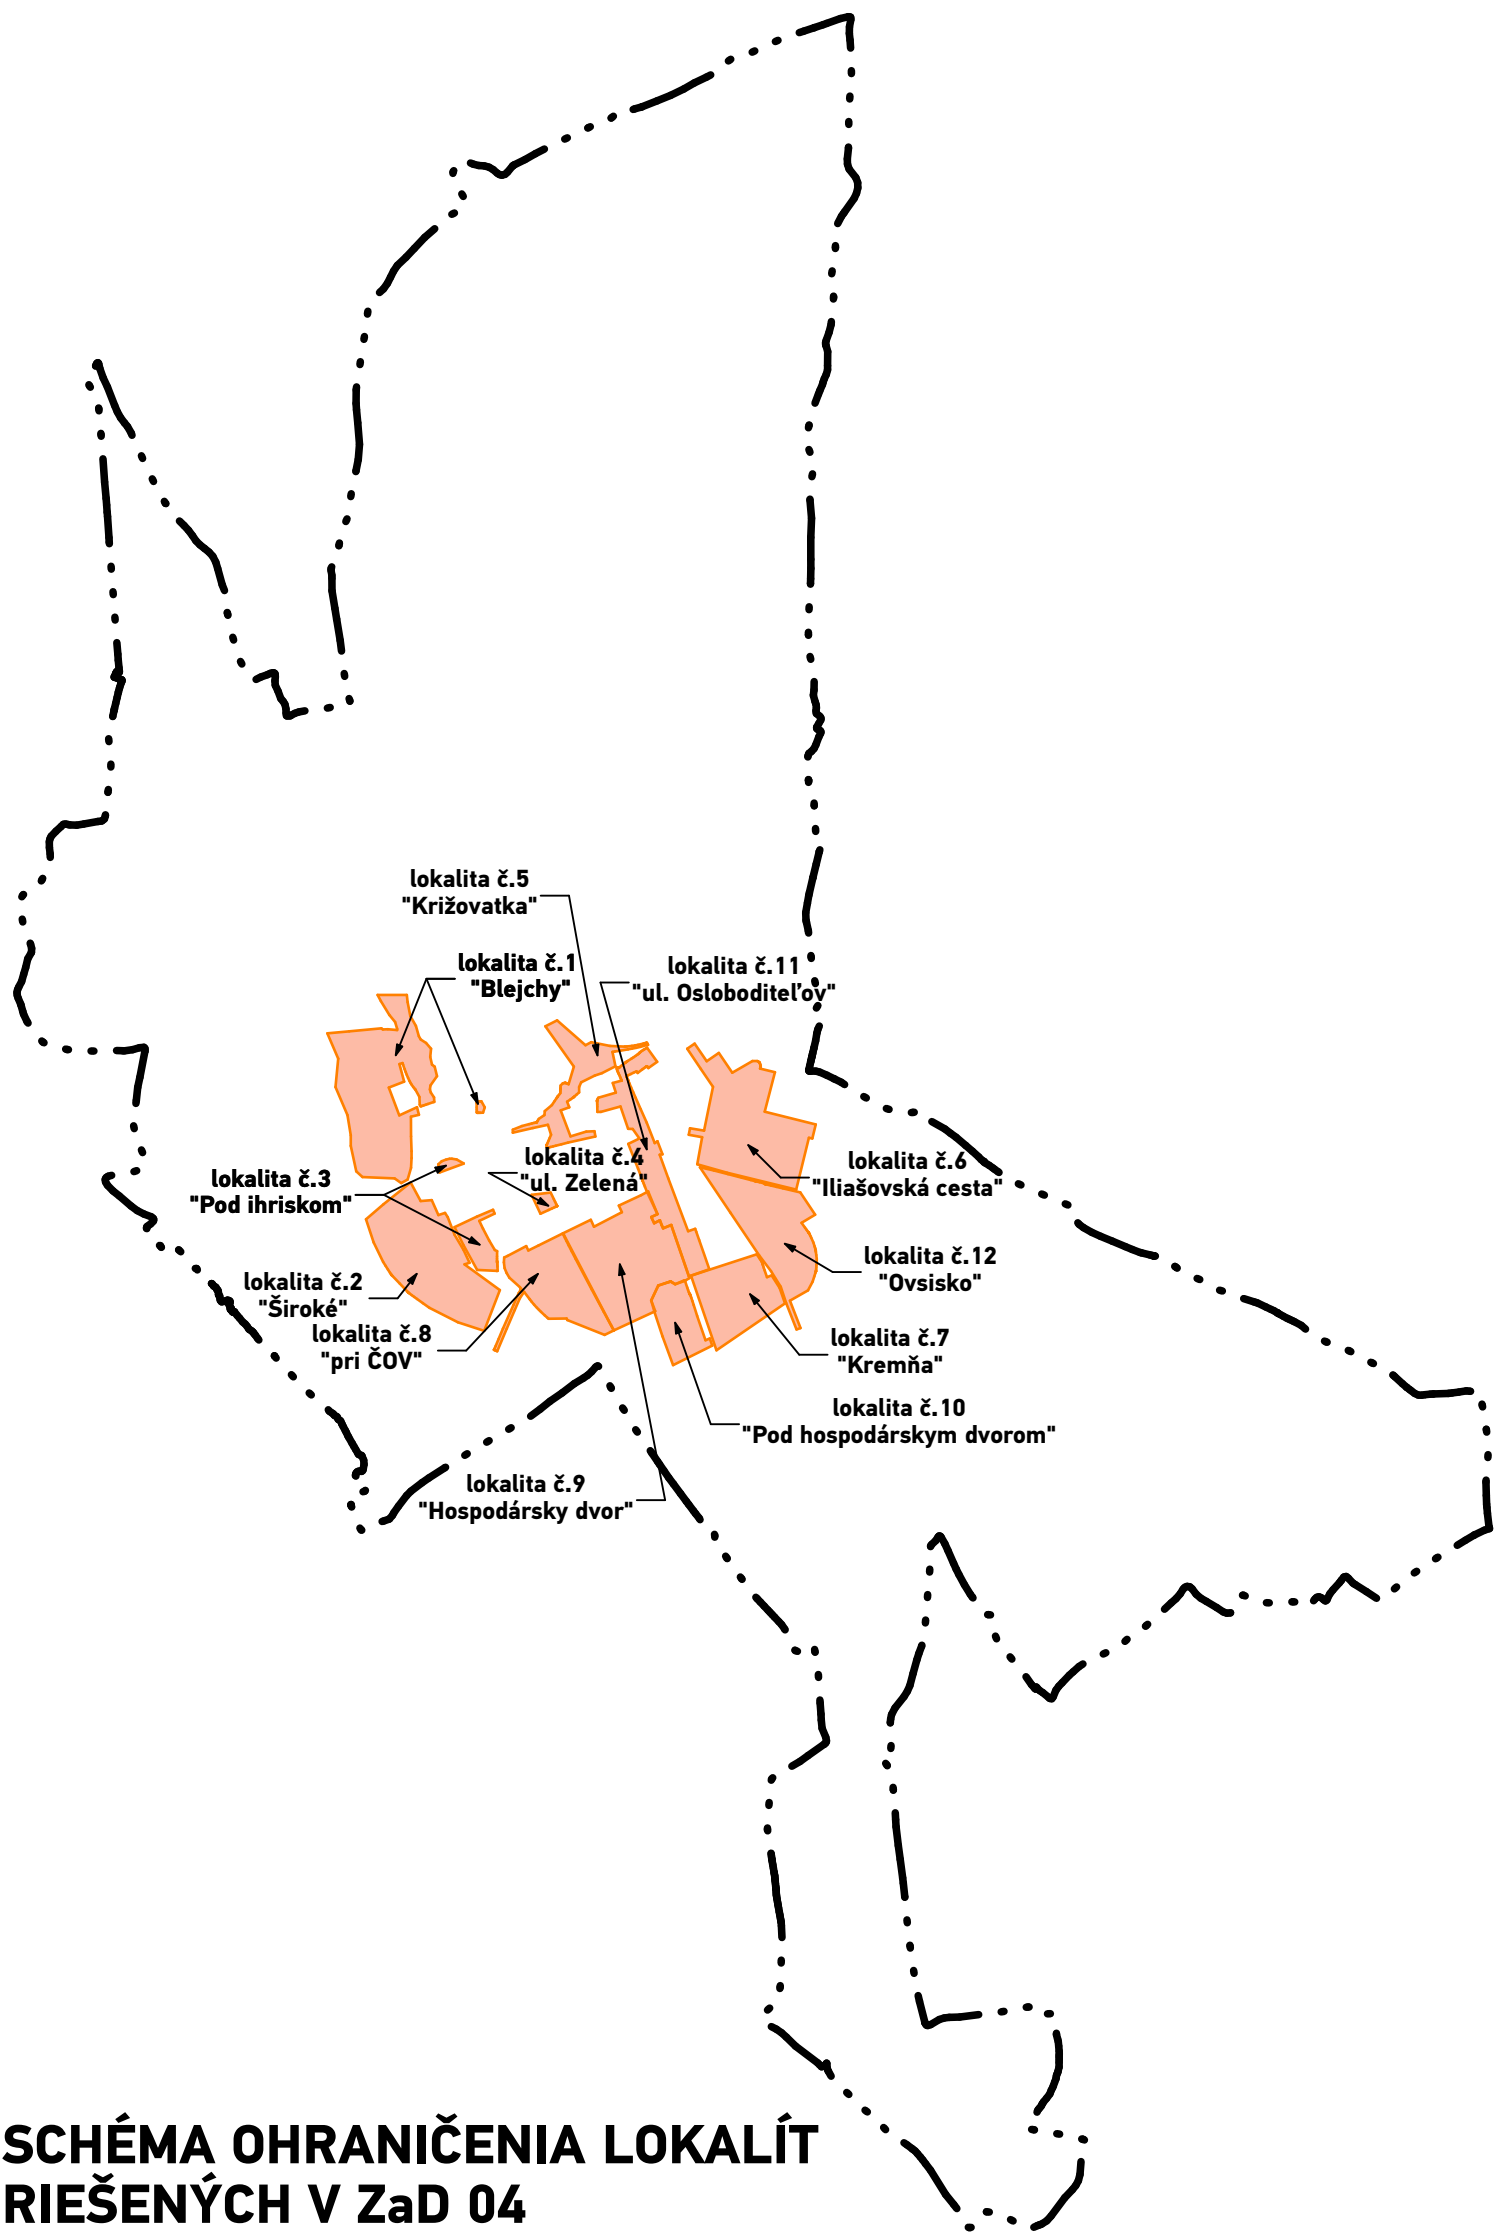 lokalita č.5
"Križovatka"
lokalita č.1
"Blejchy"
lokalita č.11
"ul. Osloboditeľov"
lokalita č.3
"Pod ihriskom"
lokalita č.4
"ul. Zelená"
lokalita č.6
"Iliašovská cesta"
lokalita č.2
"Široké"
lokalita č.12
"Ovsisko"
lokalita č.8
"pri ČOV"
lokalita č.7
"Kremňa"
lokalita č.10
"Pod hospodárskym dvorom"
lokalita č.9
"Hospodársky dvor"
SCHÉMA OHRANIČENIA LOKALÍT
RIEŠENÝCH V ZaD 04